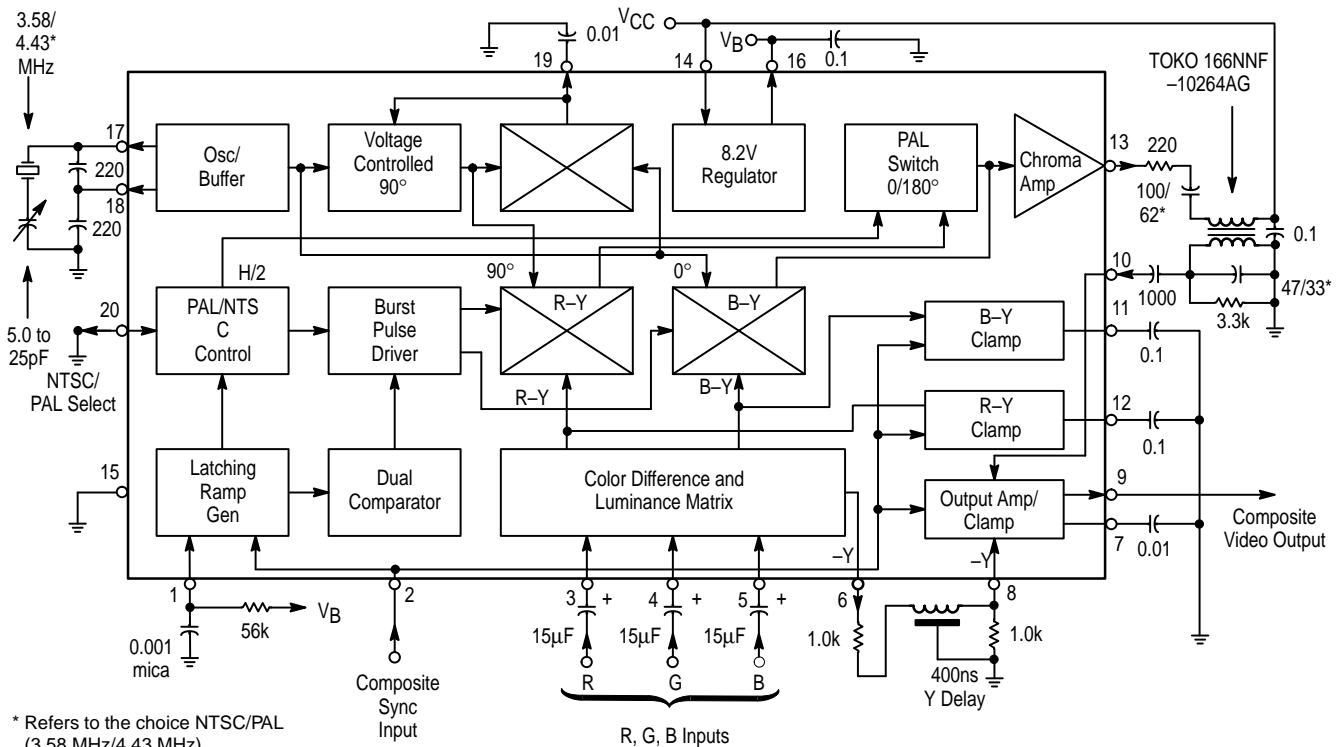 3.58/
4.43*
MHz
0.01
VCC
VB
0.1
19
14
16
TOKO 166NNF
–10264AG
17
Osc/
Buffer
Voltage
Controlled
90°
8.2V
Regulator
PAL
Switch
0/180°
Chroma
Amp
13
220
100/
62*
220
18
220
0.1
H/2
90°
0°
10
1000
47/33*
3.3k
20
PAL/NTS
C
Control
Burst
Pulse
Driver
R–Y
B–Y
B–Y
Clamp
11
0.1
5.0 to
25pF
NTSC/
PAL Select
R–Y
B–Y
R–Y
Clamp
12
0.1
15
Latching
Ramp
Gen
Dual
Comparator
Color Difference and
Luminance Matrix
Output Amp/
Clamp
9
Composite
Video Output
7
0.01
–Y
–Y
1
2
3
+
4
+
5
+
6
8
56k
VB
0.001
mica
15µF
15µF
15µF
1.0k
1.0k
R
G
B
400ns
Y Delay
Composite
Sync
Input
R, G, B Inputs
* Refers to the choice NTSC/PAL
(3.58 MHz/4.43 MHz)